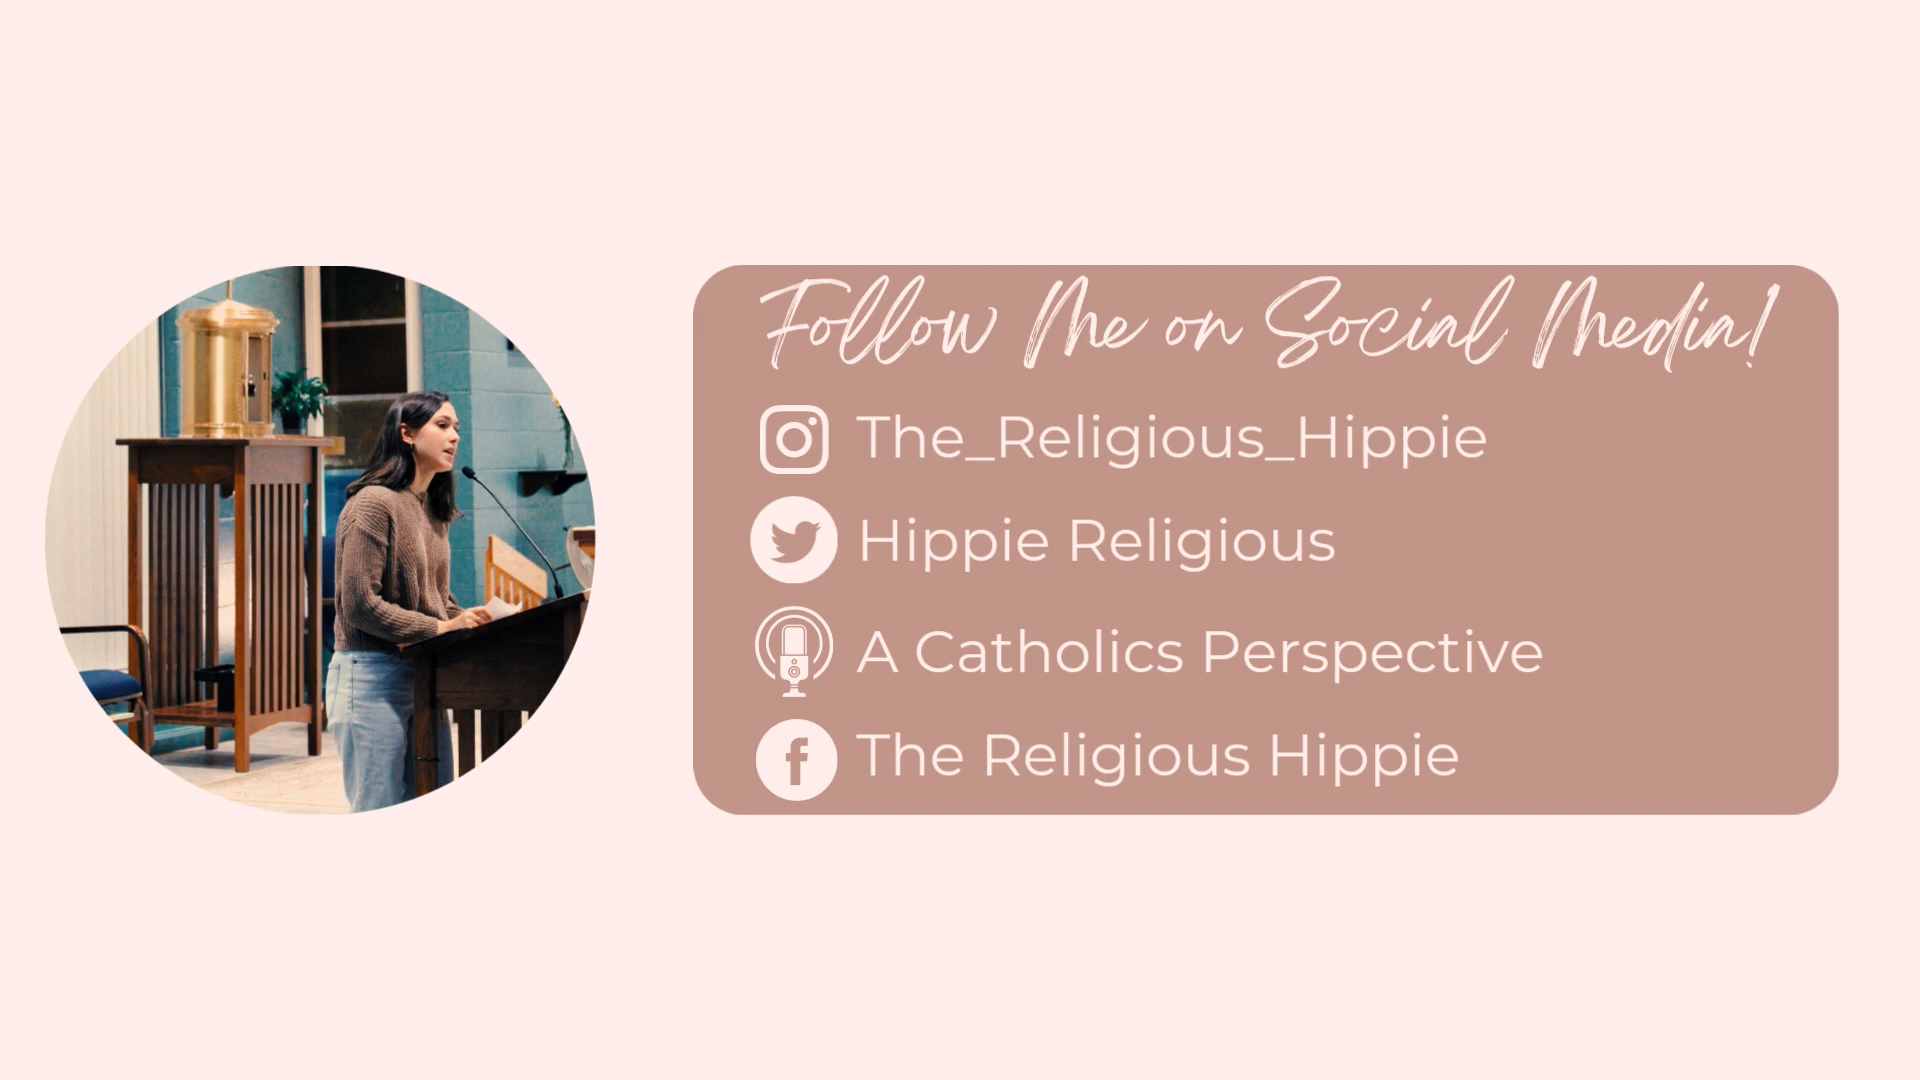 Follow Me on Social Media!
The_Religious_Hippie
Hippie Religious
A Catholics Perspective
The Religious Hippie